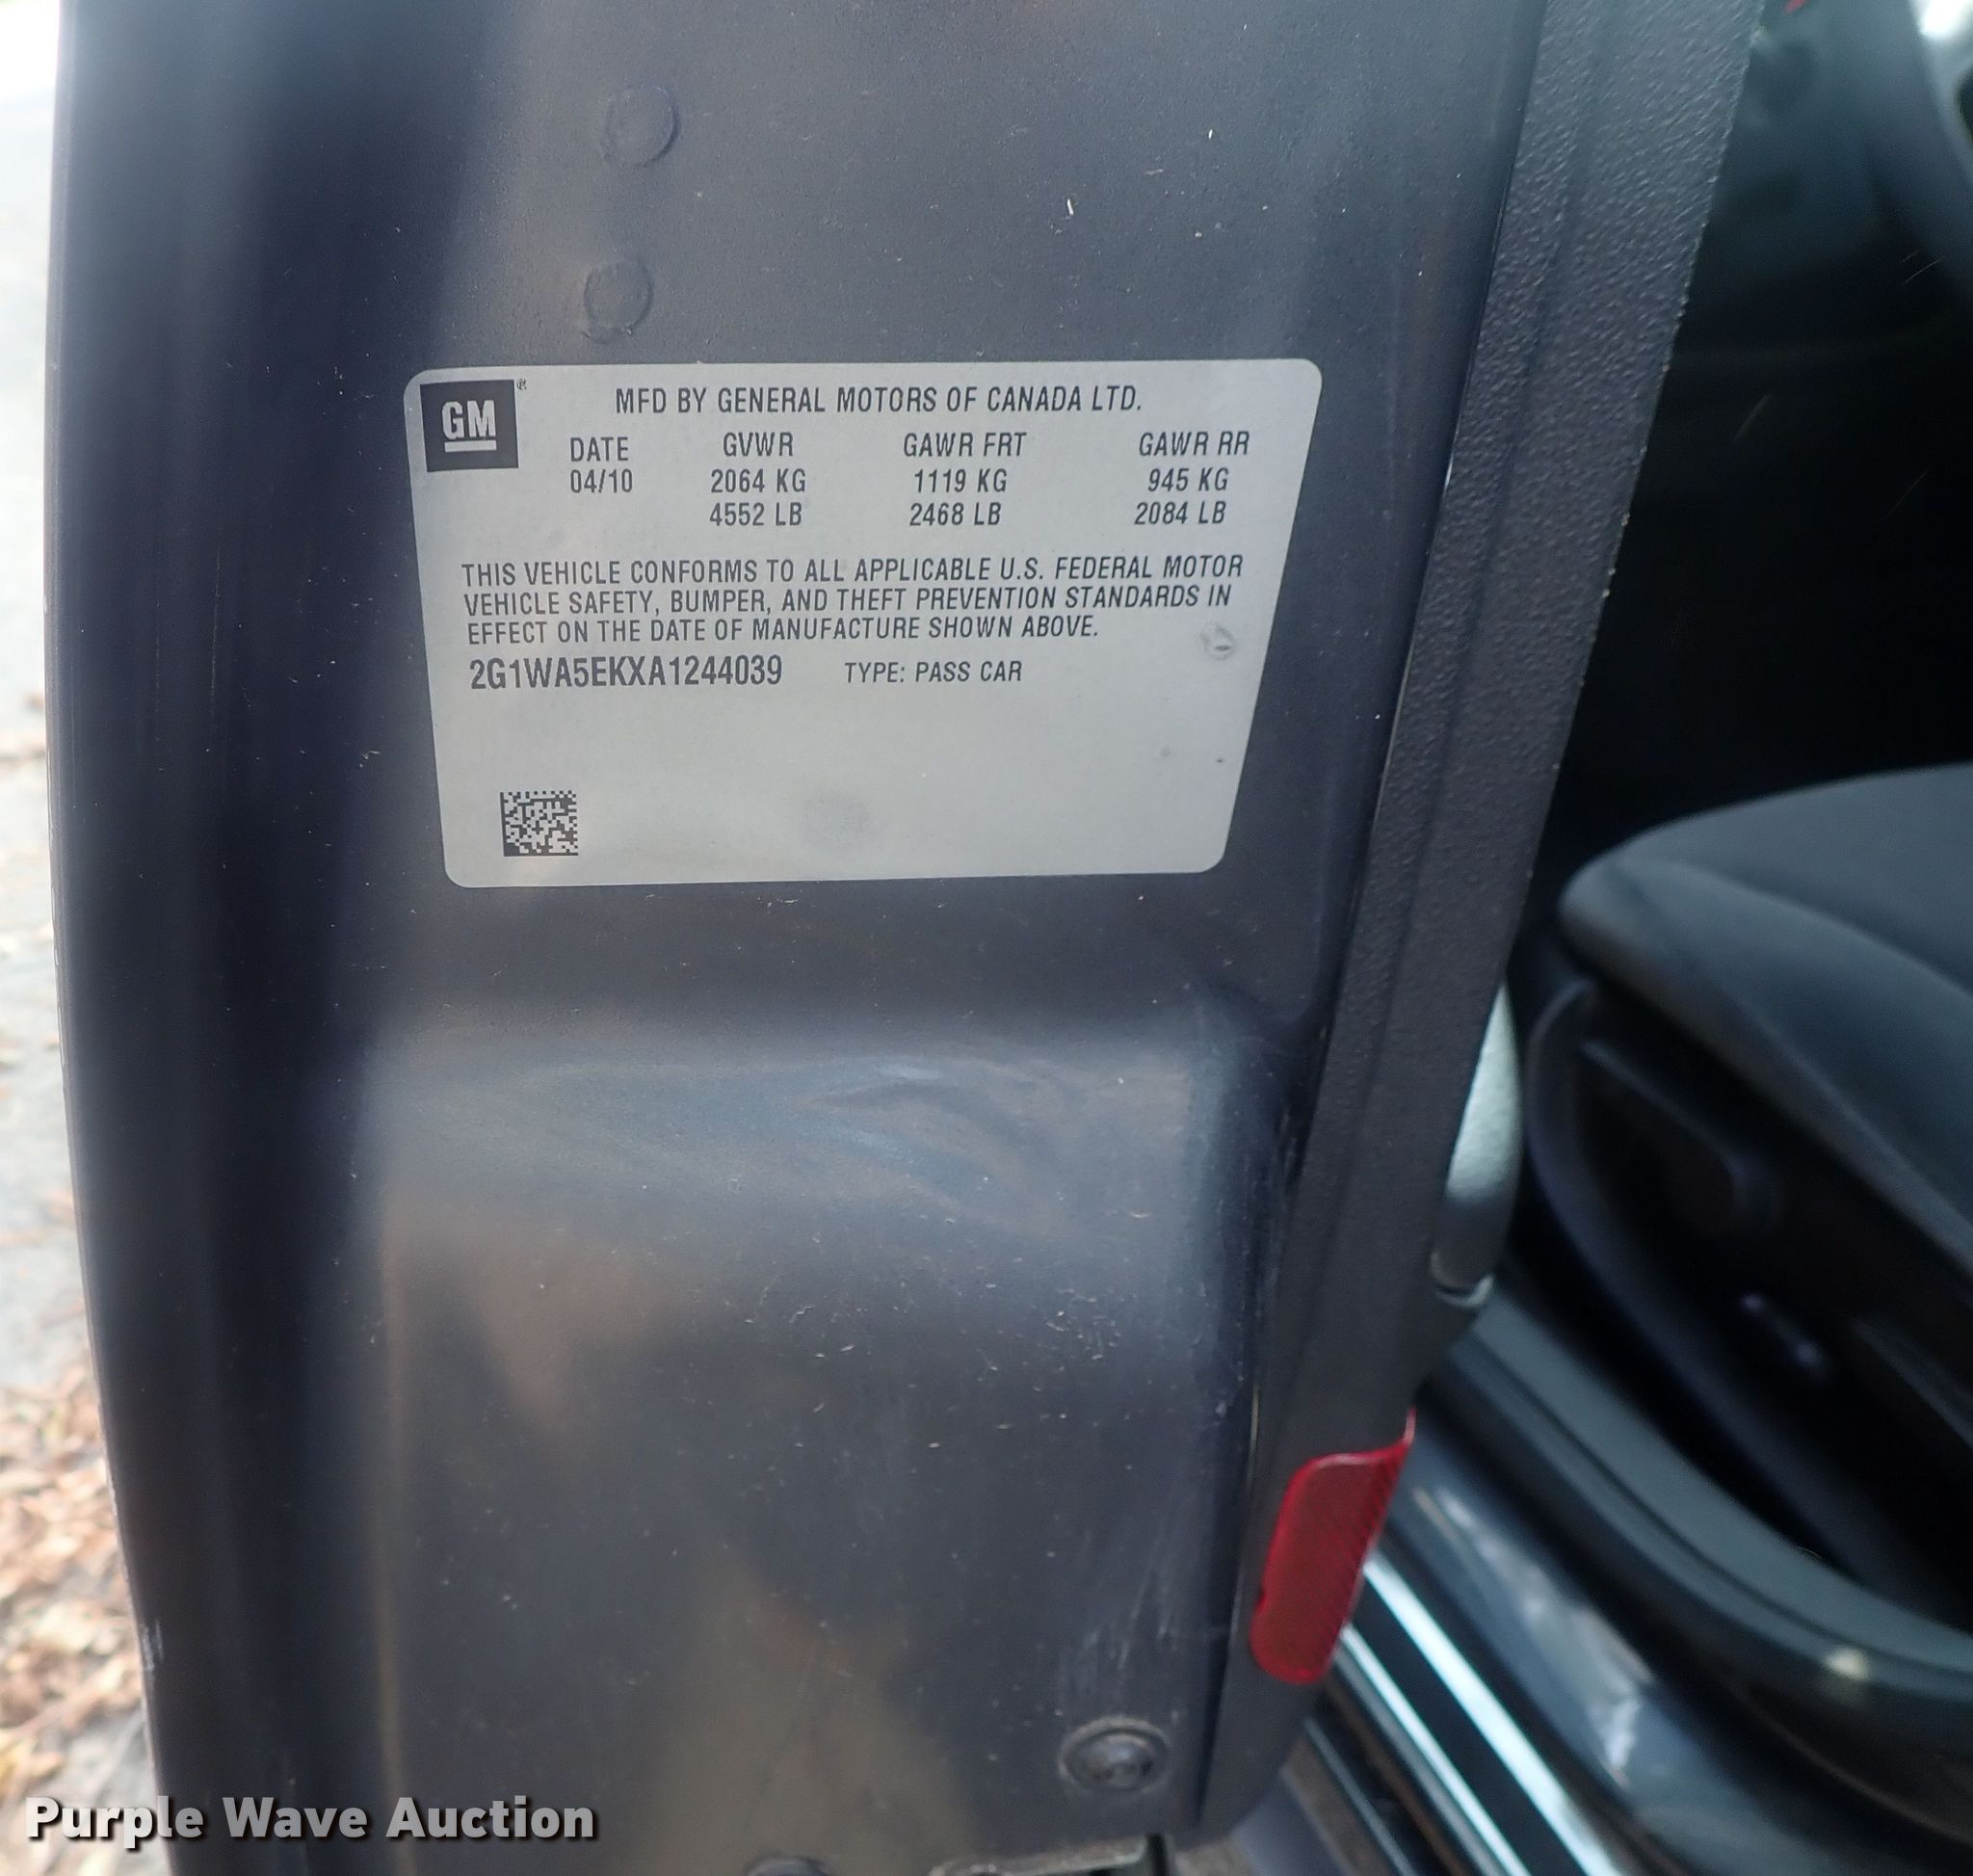 GM
®
MFD BY GENERAL MOTORS OF CANADA LTD.
DATE GVWR GAWR FRT GAWR RR
04/10 2064 KG 1119 KG 945 KG
4552 LB 2468 LB 2084 LB
THIS VEHICLE CONFORMS TO ALL APPLICABLE U.S. FEDERAL MOTOR
VEHICLE SAFETY, BUMPER, AND THEFT PREVENTION STANDARDS IN
EFFECT ON THE DATE OF MANUFACTURE SHOWN ABOVE.
2G1WA5EKXA1244039 TYPE: PASS CAR
Purple Wave Auction